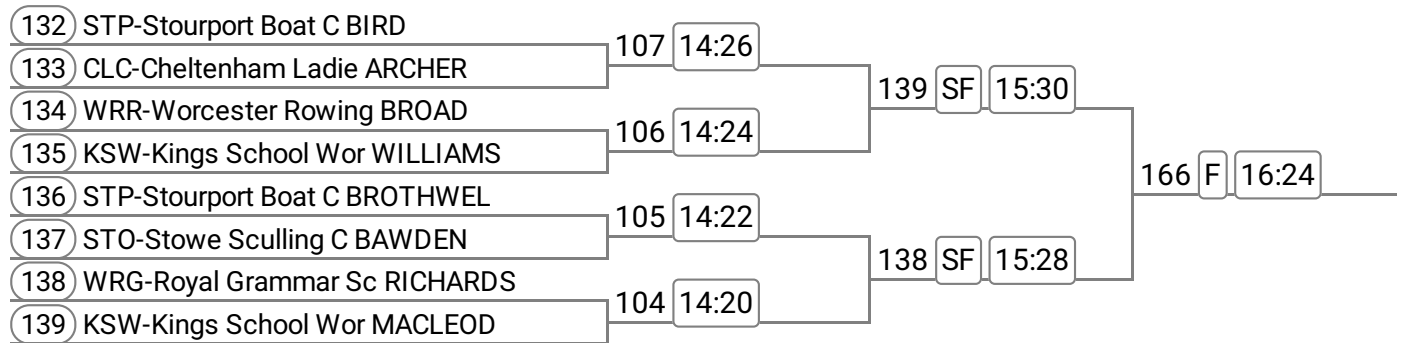 132 STP-Stourport Boat C BIRD
133 CLC-Cheltenham Ladie ARCHER
134 WRR-Worcester Rowing BROAD
135 KSW-Kings School Wor WILLIAMS
136 STP-Stourport Boat C BROTHWEL
137 STO-Stowe Sculling C BAWDEN
138 WRG-Royal Grammar Sc RICHARDS
139 KSW-Kings School Wor MACLEOD
107 14:26
106 14:24
105 14:22
104 14:20
139 SF 15:30
138 SF 15:28
166 F 16:24